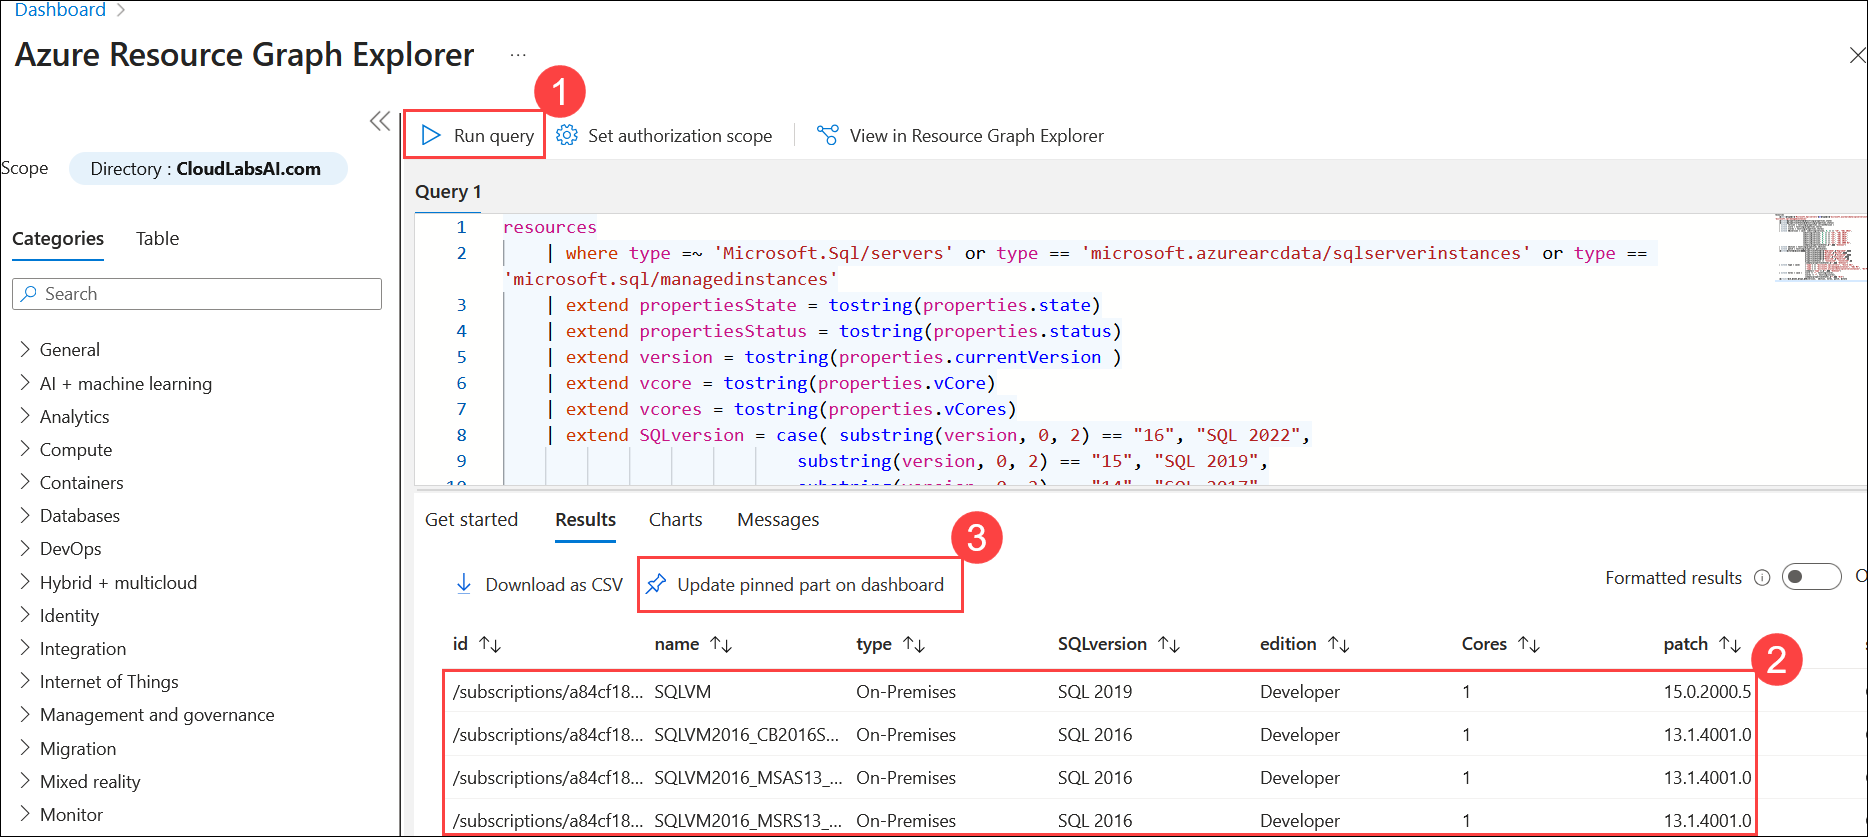 Dashboard
Azure Resource Graph Explorer
...
1
Run query
Set authorization scope
View in Resource Graph Explorer
Scope
Directory : CloudLabsAI.com
Categories
Table
Search
General
AI + machine learning
Analytics
Compute
Containers
Databases
DevOps
Hybrid + multicloud
Identity
Integration
Internet of Things
Management and governance
Migration
Mixed reality
Monitor
Query 1
1 resources
2 | where type =~ 'Microsoft.Sql/servers' or type == 'microsoft.azurearcdata/sqlserverinstances' or type ==
'microsoft.sql/managedinstances'
3 | extend propertiesState = tostring(properties.state)
4 | extend propertiesStatus = tostring(properties.status)
5 | extend version = tostring(properties.currentVersion )
6 | extend vcore = tostring(properties.vCore)
7 | extend vcores = tostring(properties.vCores)
8 | extend SQLversion = case( substring(version, 0, 2) == "16", "SQL 2022",
9 substring(version, 0, 2) == "15", "SQL 2019",
10 substring(version, 0, 2) == "14", "SQL 2017",
Get started
Results
Charts
Messages
3
Download as CSV
Update pinned part on dashboard
Formatted results
id name type SQLversion edition Cores patch
2
/subscriptions/a84cf18... SQLVM On-Premises SQL 2019 Developer 1 15.0.2000.5
/subscriptions/a84cf18... SQLVM2016_CB2016S... On-Premises SQL 2016 Developer 1 13.1.4001.0
/subscriptions/a84cf18... SQLVM2016_MSAS13_... On-Premises SQL 2016 Developer 1 13.1.4001.0
/subscriptions/a84cf18... SQLVM2016_MSRS13_... On-Premises SQL 2016 Developer 1 13.1.4001.0